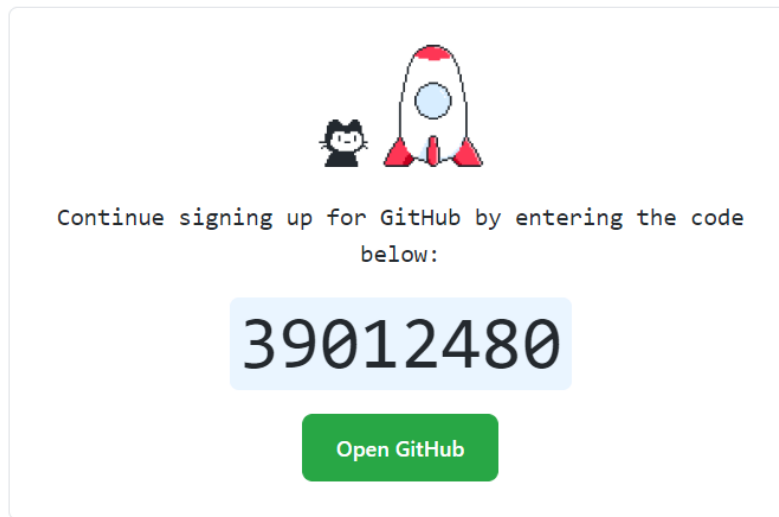 Continue signing up for GitHub by entering the code
below:
39012480
Open GitHub